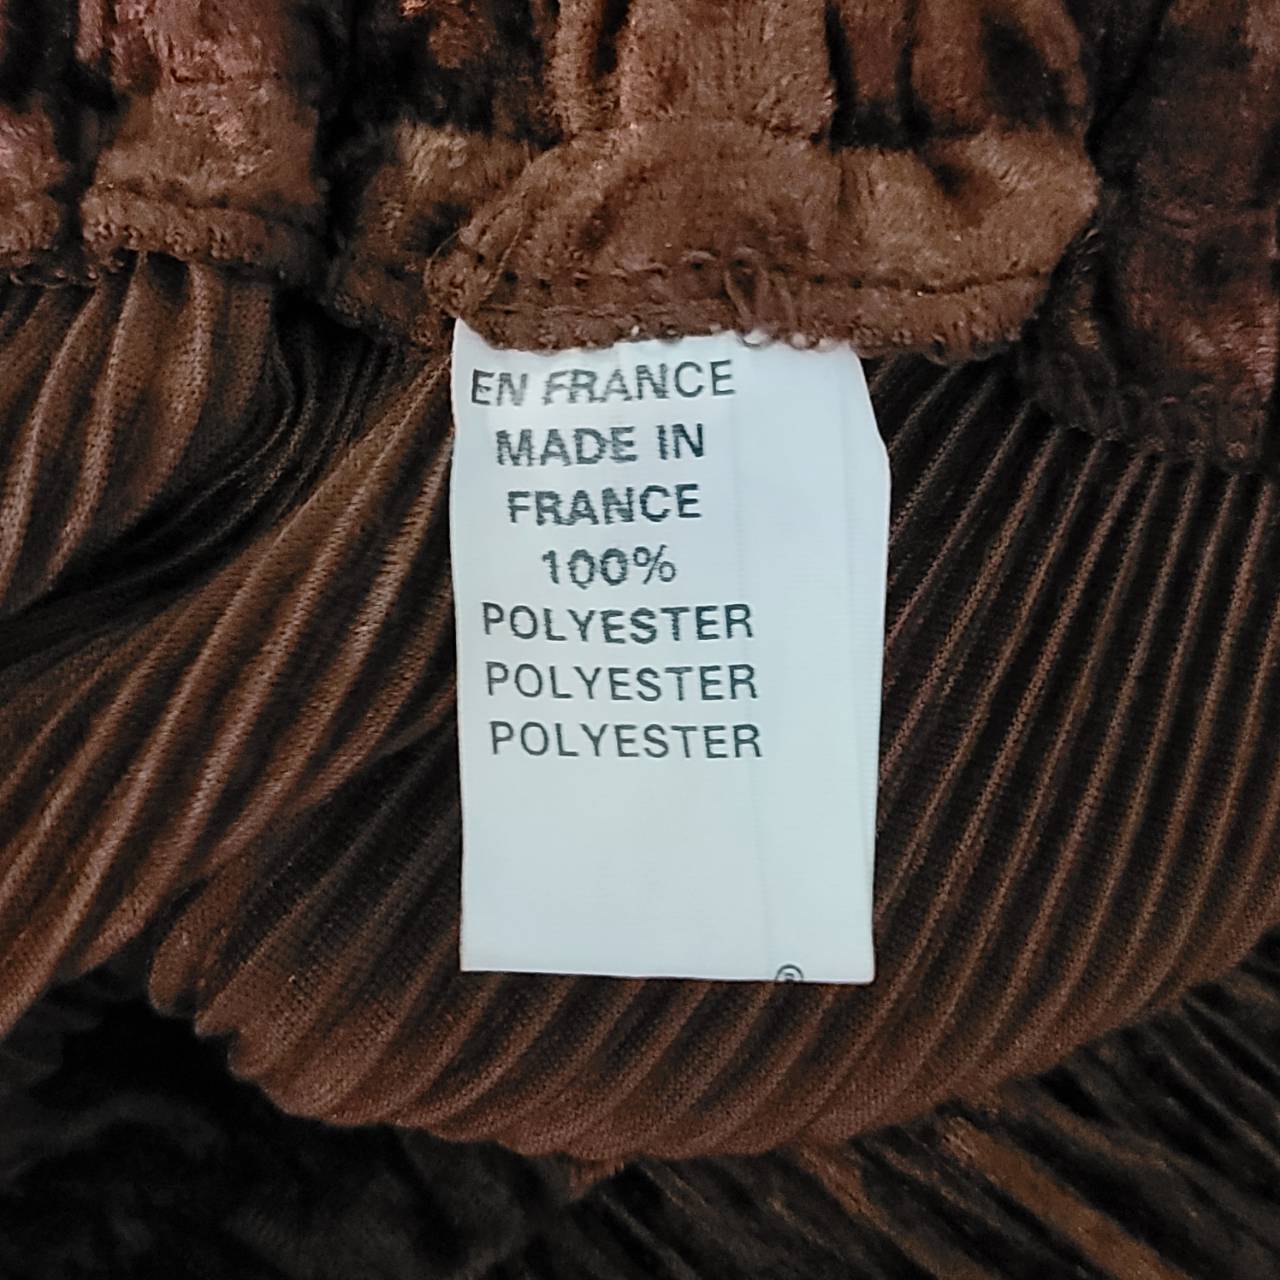 EN FRANCE
MADE IN
FRANCE
100%
POLYESTER
POLYESTER
POLYESTER
®